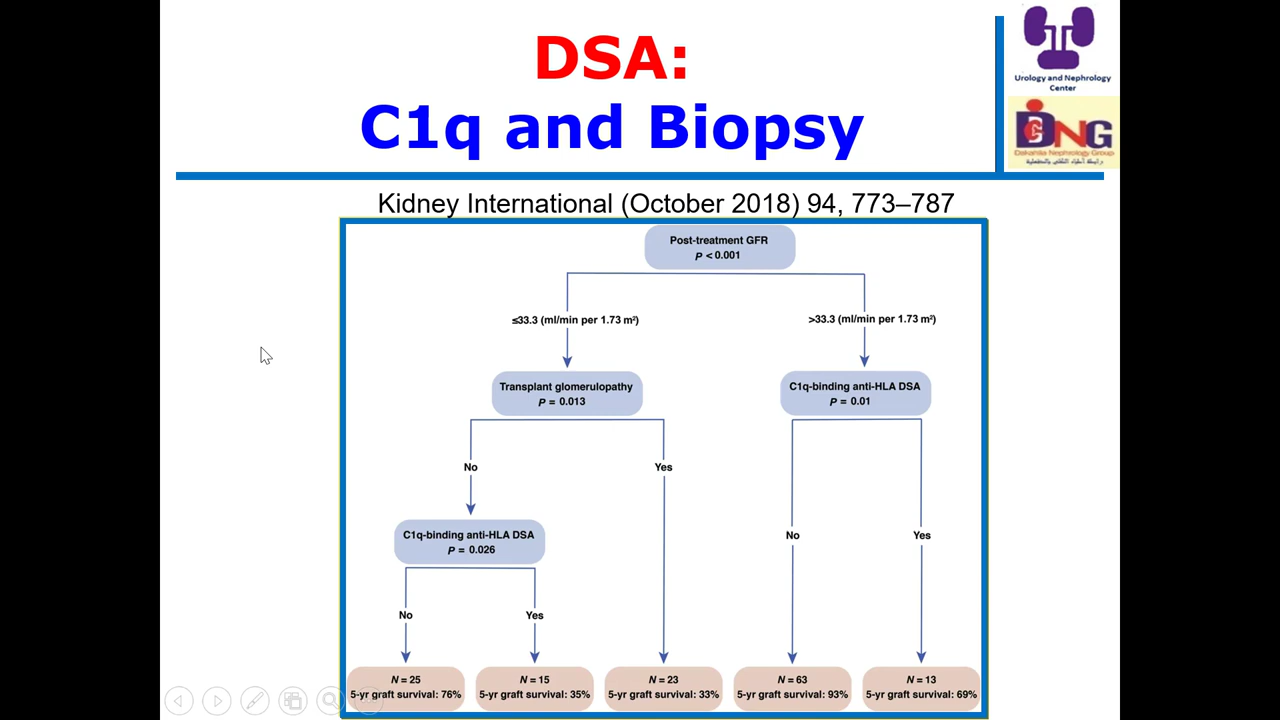 DSA:
C1q and Biopsy
Urology and Nephrology
Center
DNG
Dakahlia Nephrology Group
Kidney International (October 2018) 94, 773–787
Post-treatment GFR
P < 0.001
≤33.3 (ml/min per 1.73 m²)
>33.3 (ml/min per 1.73 m²)
Transplant glomerulopathy
P = 0.013
C1q-binding anti-HLA DSA
P = 0.01
No
Yes
C1q-binding anti-HLA DSA
P = 0.026
No
Yes
No
Yes
N = 25
5-yr graft survival: 76%
N = 15
5-yr graft survival: 35%
N = 23
5-yr graft survival: 33%
N = 63
5-yr graft survival: 93%
N = 13
5-yr graft survival: 69%